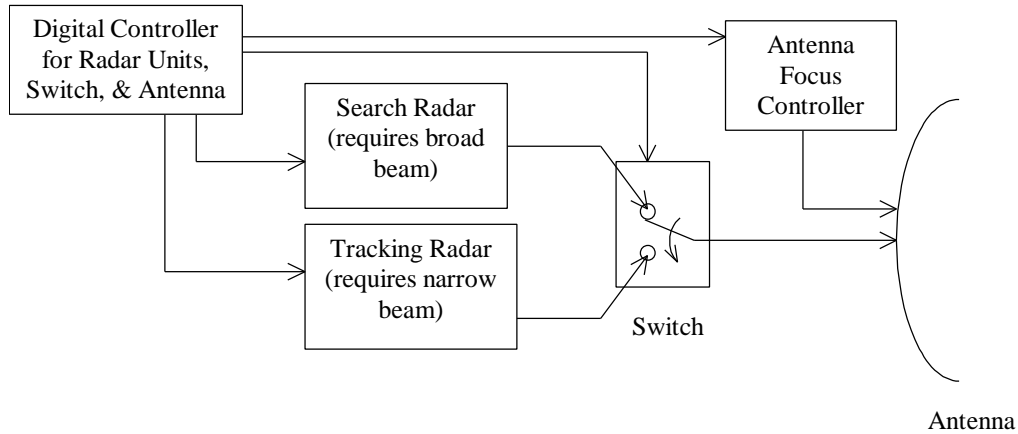 Digital Controller
for Radar Units,
Switch, & Antenna
Antenna
Focus
Controller
Search Radar
(requires broad
beam)
Tracking Radar
(requires narrow
beam)
Switch
Antenna